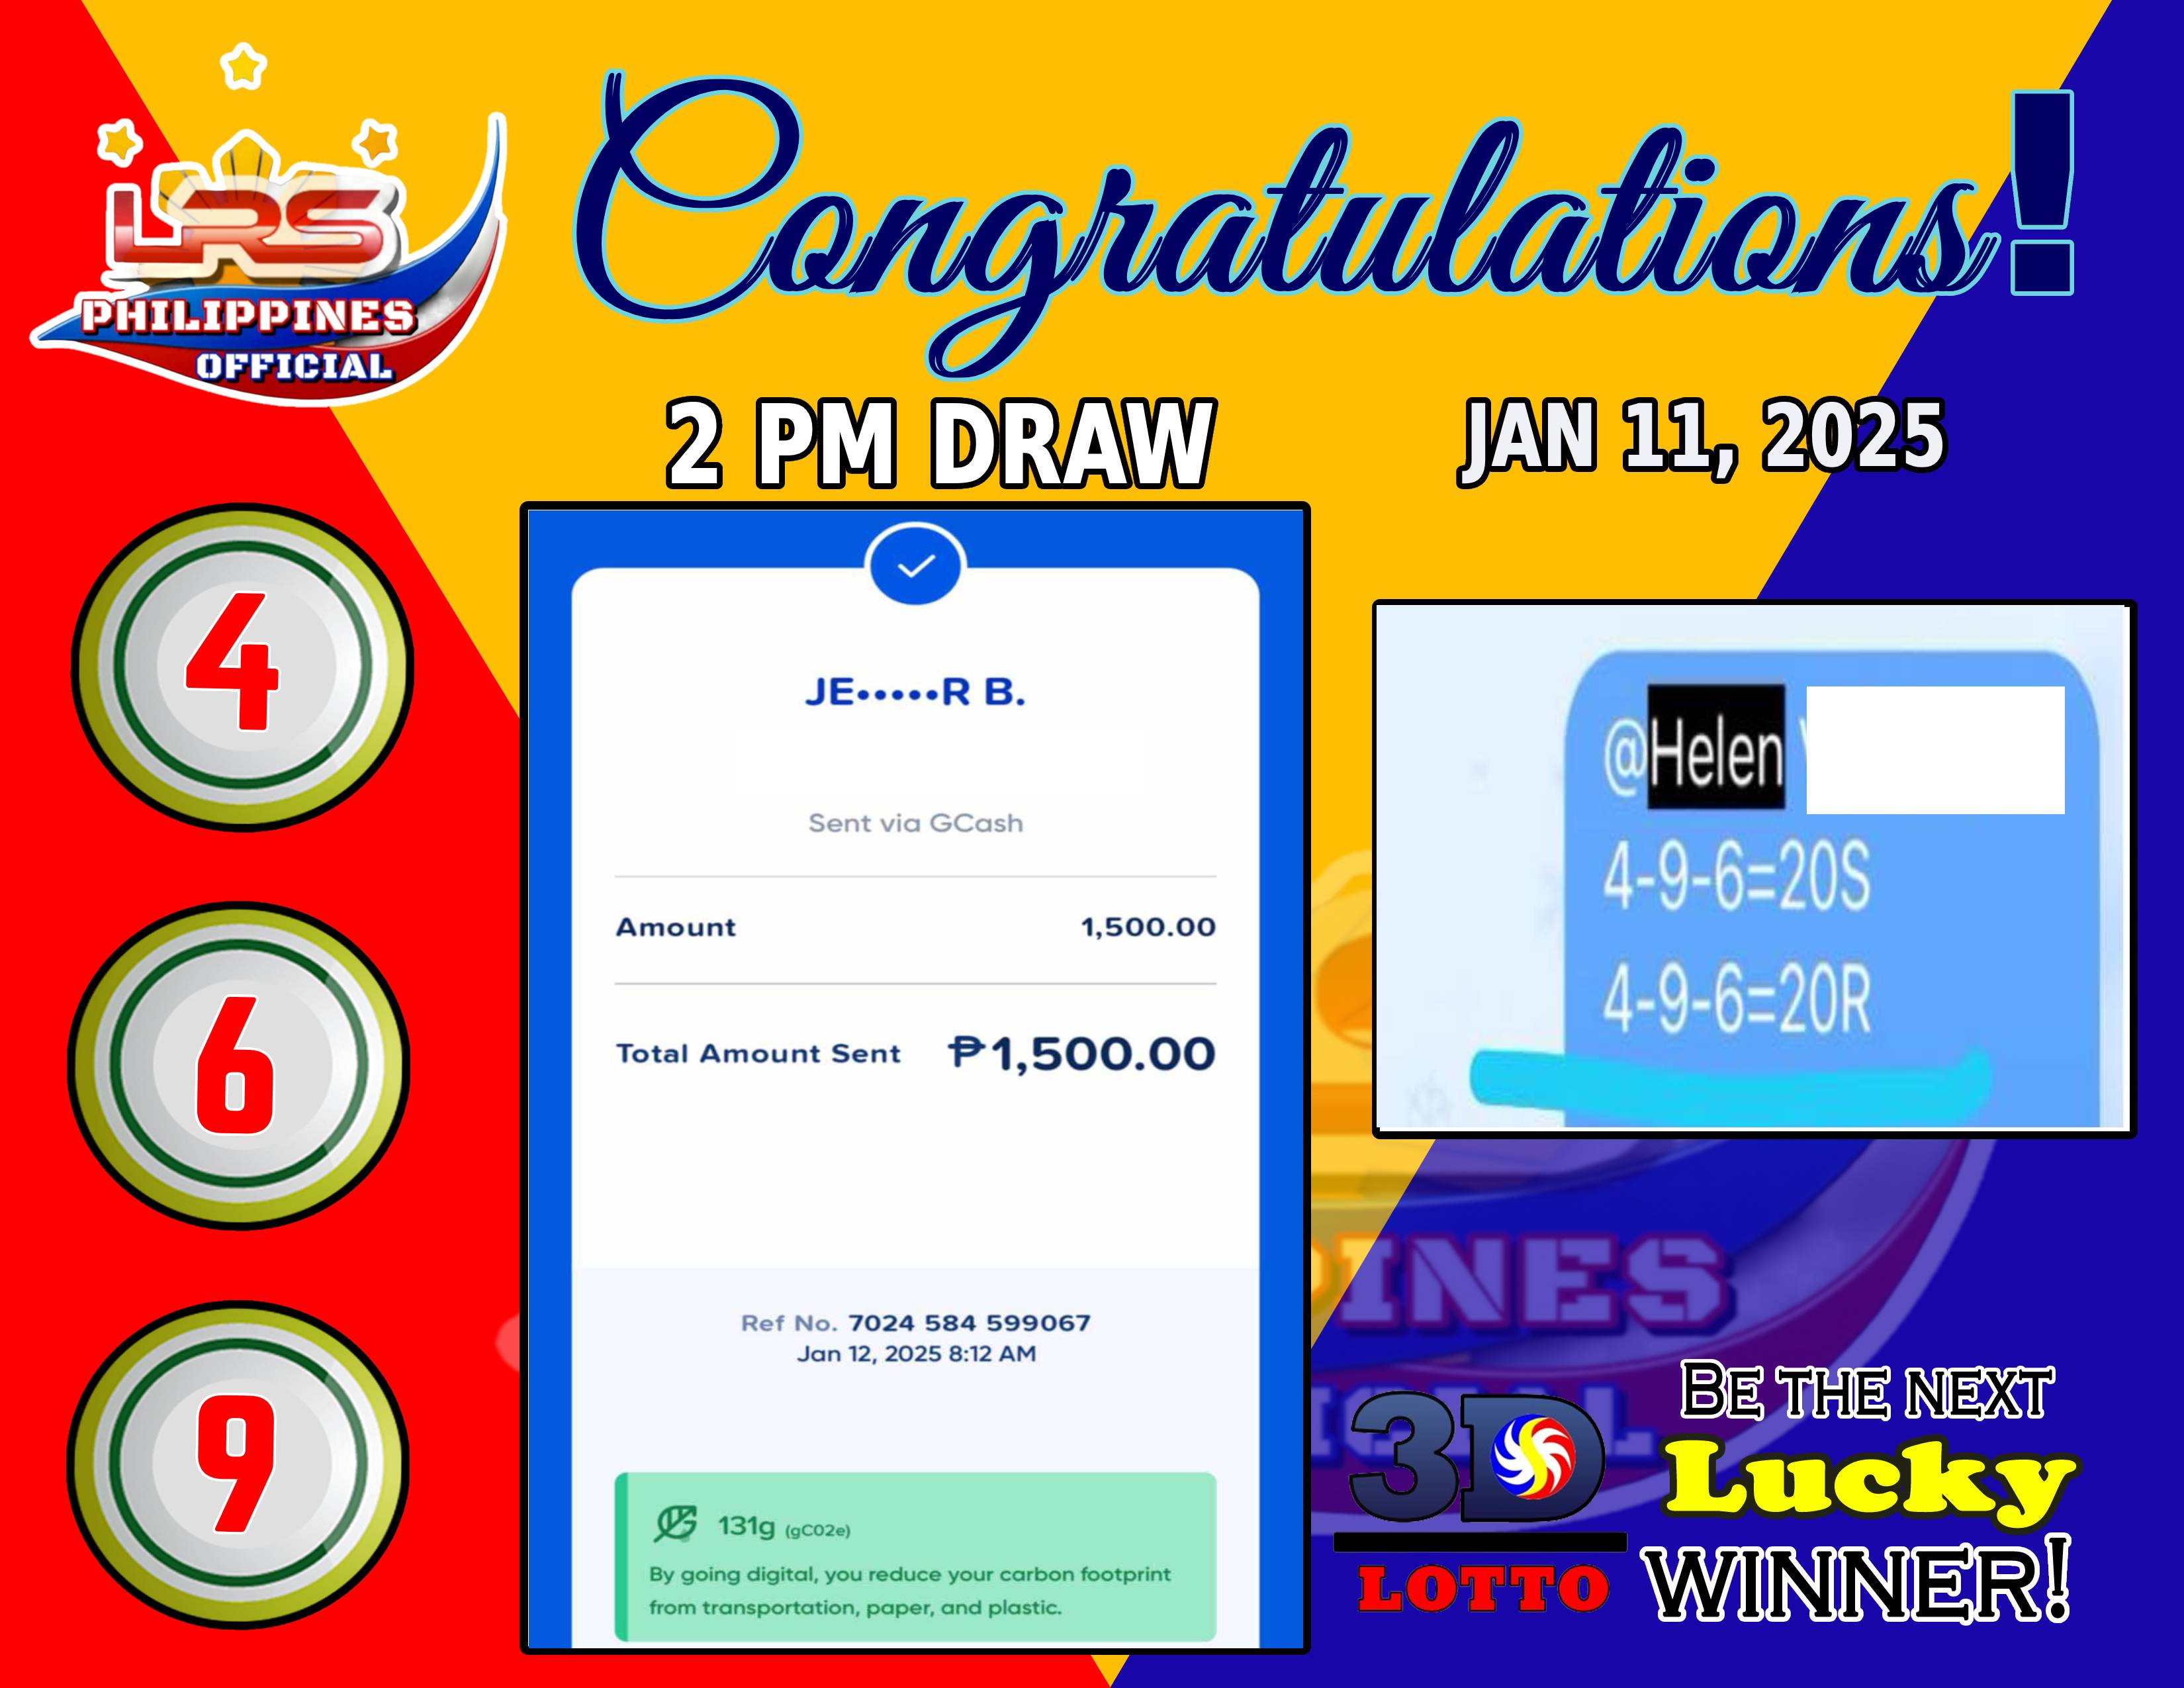 LRS
PHILIPPINES
OFFICIAL
Congratulations!
2 PM DRAW
JAN 11, 2025
4
6
9
JE•••••R B.
Sent via GCash
Amount 1,500.00
Total Amount Sent ₱1,500.00
Ref No. 7024 584 599067
Jan 12, 2025 8:12 AM
131g (gC02e)
By going digital, you reduce your carbon footprint
from transportation, paper, and plastic.
@Helen
4-9-6=20S
4-9-6=20R
PINES
3D
LOTTO
BE THE NEXT
Lucky
WINNER!